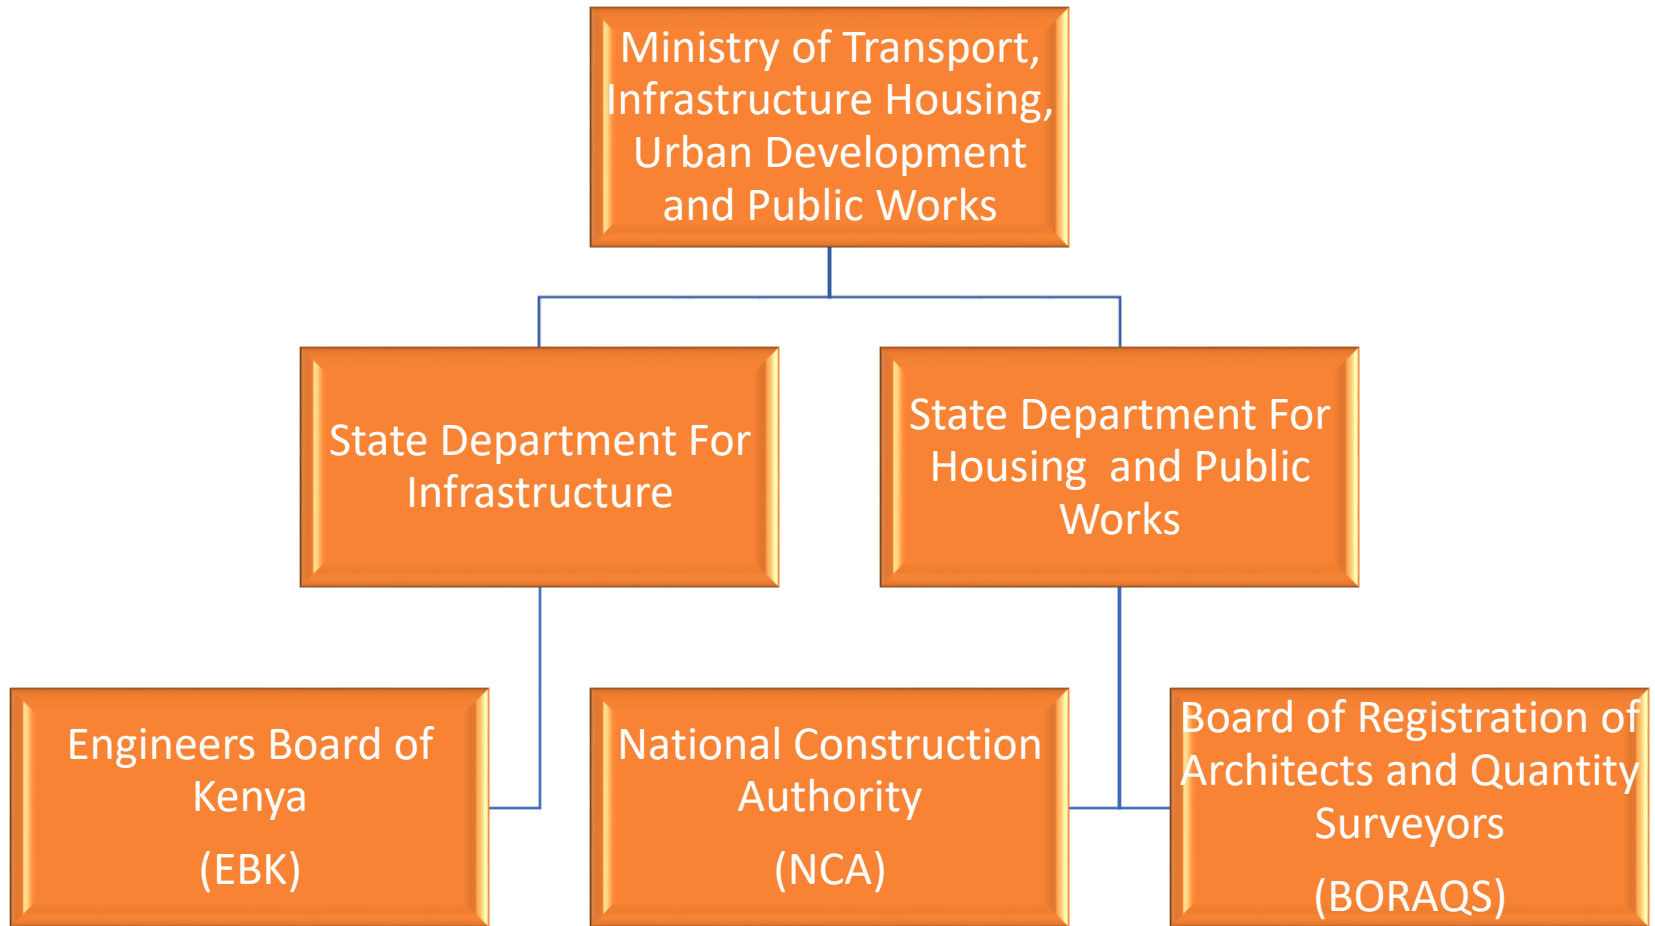 Ministry of Transport,
Infrastructure Housing,
Urban Development
and Public Works
State Department For
Infrastructure
State Department For
Housing  and Public
Works
Engineers Board of
Kenya
(EBK)
National Construction
Authority
(NCA)
Board of Registration of
Architects and Quantity
Surveyors
(BORAQS)